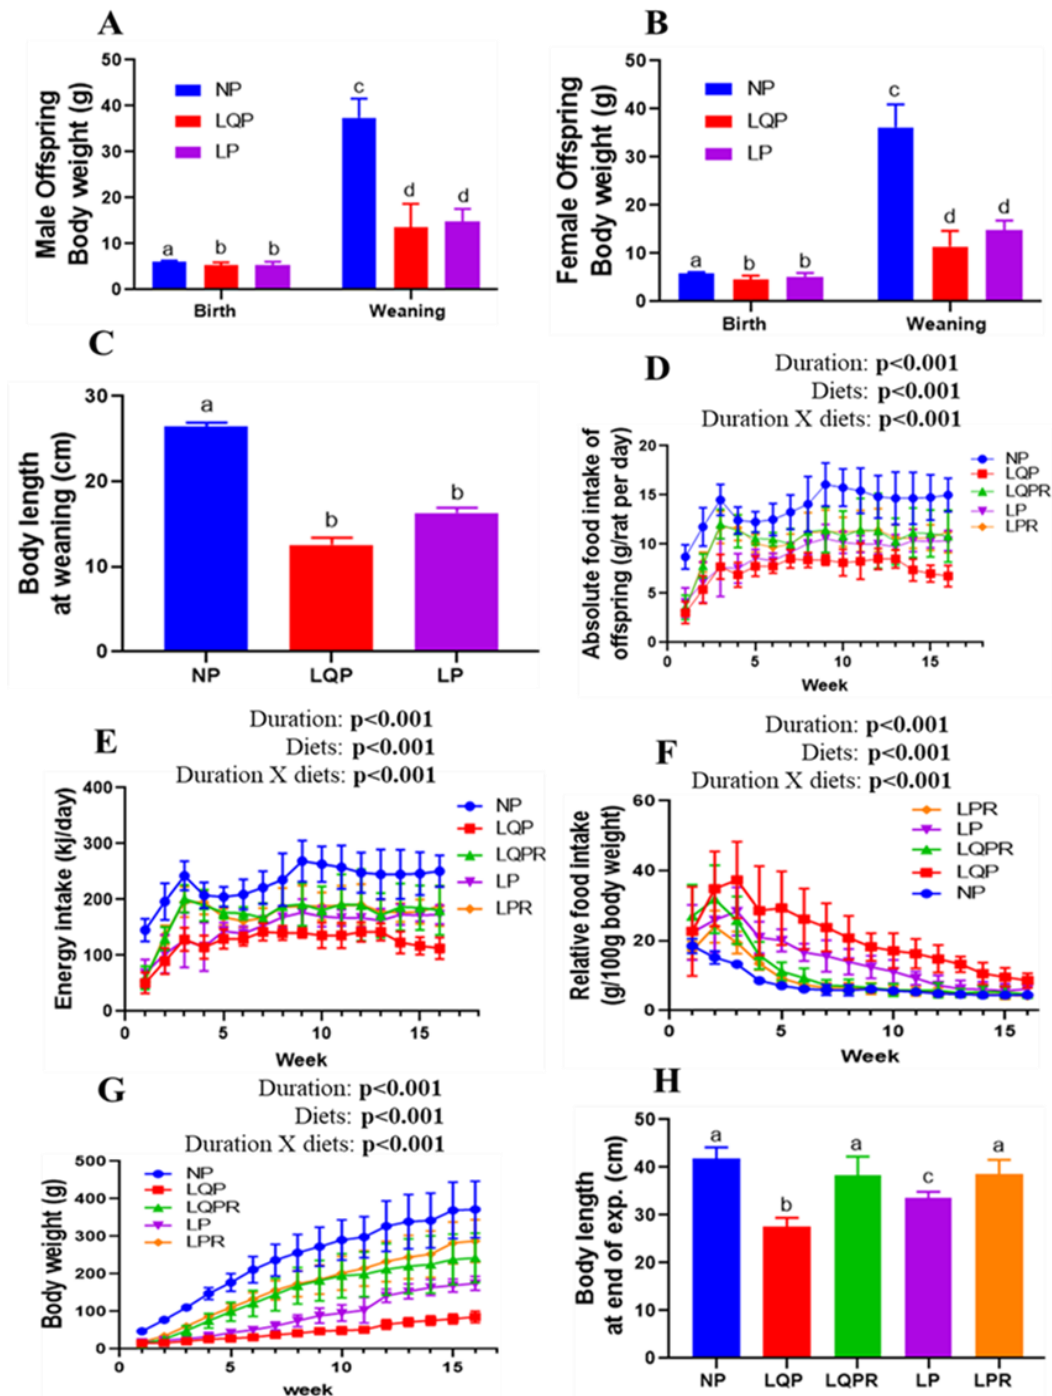 A
Male Offspring
Body weight (g)
50
40
30
20
10
0
NP
LQP
LP
a
b
b
c
d
d
Birth
Weaning
B
Female Offspring
Body weight (g)
50
40
30
20
10
0
NP
LQP
LP
a
b
b
c
d
d
Birth
Weaning
C
Body length
at weaning (cm)
30
20
10
0
a
b
b
NP
LQP
LP
D
Duration: p<0.001
Diets: p<0.001
Duration X diets: p<0.001
Absolute food intake of
offspring (g/rat per day)
20
15
10
5
0
NP
LQP
LQPR
LP
LPR
0
5
10
15
Week
E
Duration: p<0.001
Diets: p<0.001
Duration X diets: p<0.001
Energy intake (kj/day)
400
300
200
100
0
NP
LQP
LQPR
LP
LPR
0
5
10
15
Week
F
Duration: p<0.001
Diets: p<0.001
Duration X diets: p<0.001
Relative food intake
(g/100g body weight)
60
40
20
0
LPR
LP
LQPR
LQP
NP
0
5
10
15
Week
G
Duration: p<0.001
Diets: p<0.001
Duration X diets: p<0.001
Body weight (g)
500
400
300
200
100
0
NP
LQP
LQPR
LP
LPR
0
5
10
15
week
H
Body length
at end of exp. (cm)
50
40
30
20
10
0
a
b
a
c
a
NP
LQP
LQPR
LP
LPR